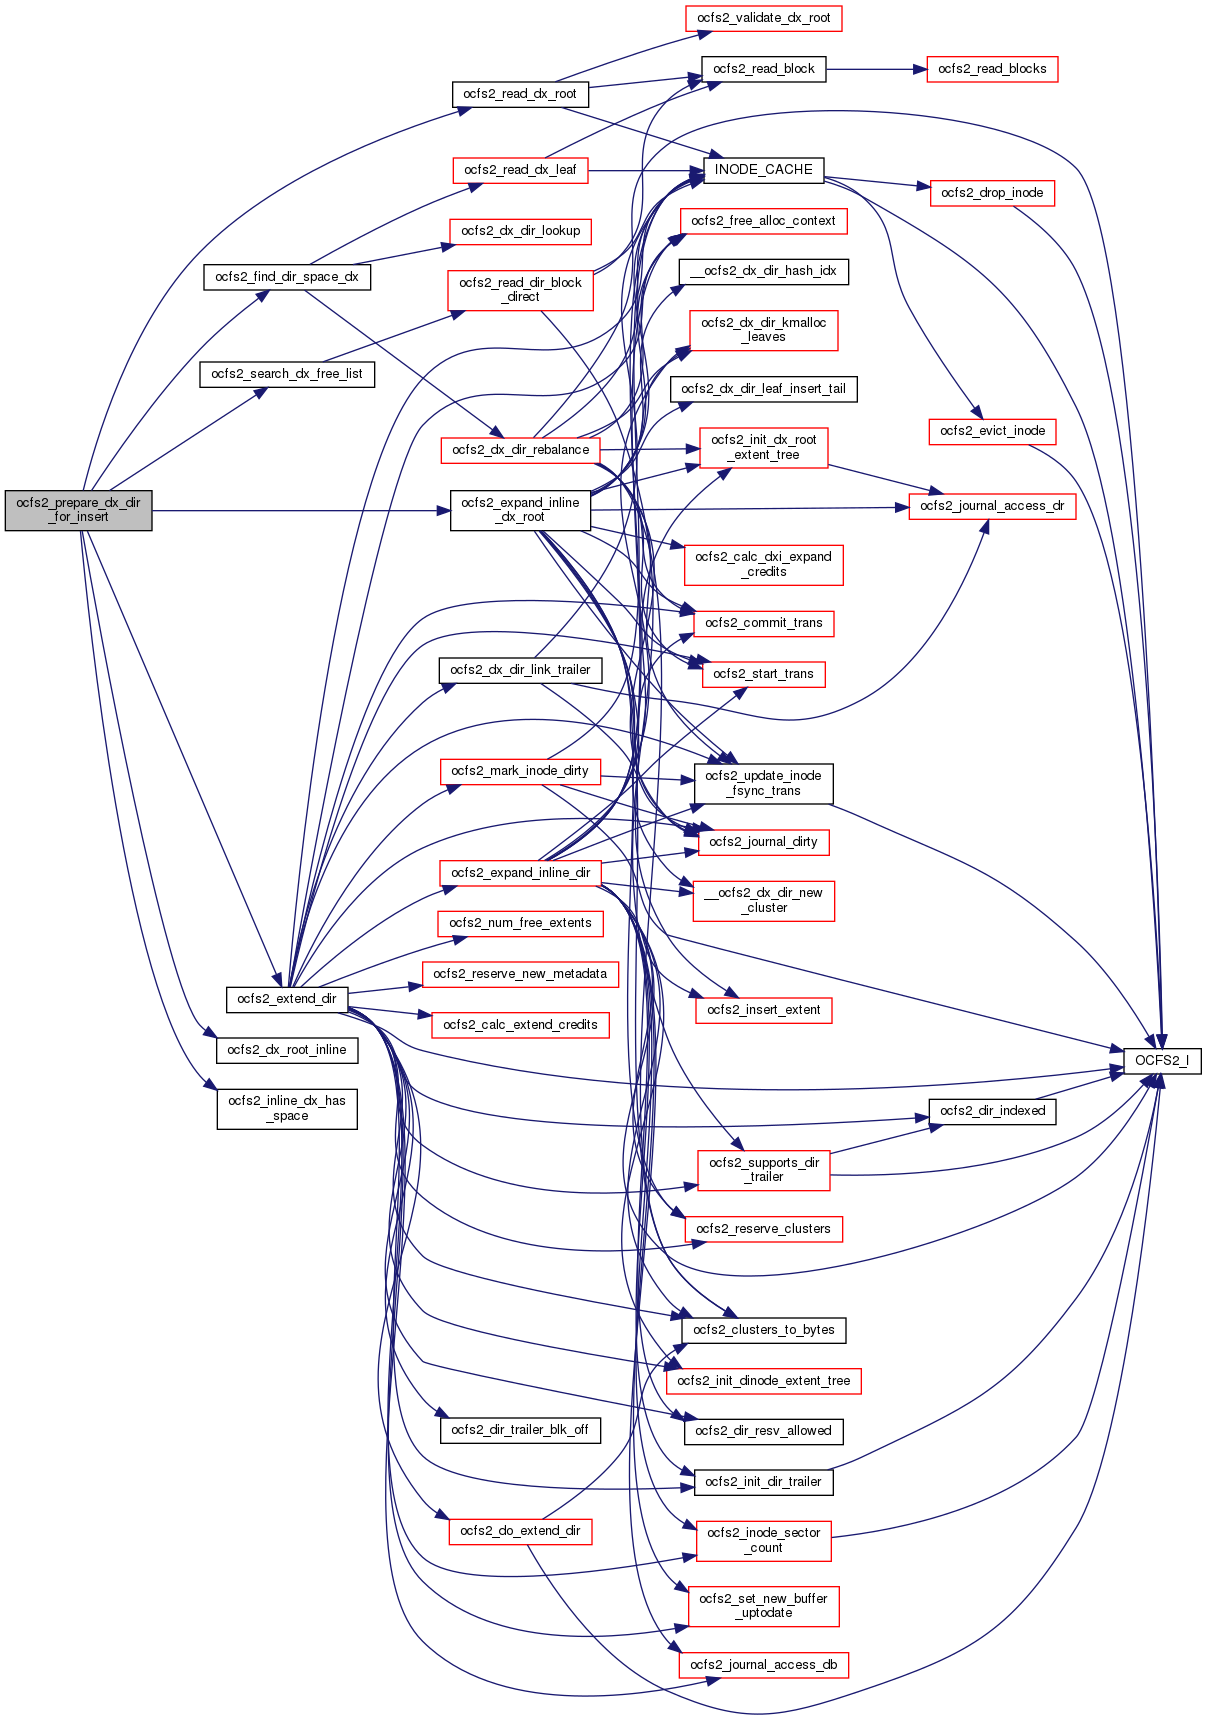 ocfs2_prepare_dx_dir
_for_insert
ocfs2_read_dx_root
ocfs2_read_dx_leaf
ocfs2_find_dir_space_dx
ocfs2_dx_dir_lookup
ocfs2_read_dir_block
_direct
ocfs2_search_dx_free_list
ocfs2_dx_dir_rebalance
ocfs2_expand_inline
_dx_root
ocfs2_dx_dir_link_trailer
ocfs2_mark_inode_dirty
ocfs2_expand_inline_dir
ocfs2_num_free_extents
ocfs2_reserve_new_metadata
ocfs2_extend_dir
ocfs2_calc_extend_credits
ocfs2_dx_root_inline
ocfs2_inline_dx_has
_space
ocfs2_dir_trailer_blk_off
ocfs2_do_extend_dir
ocfs2_validate_dx_root
ocfs2_read_block
ocfs2_read_blocks
INODE_CACHE
ocfs2_drop_inode
ocfs2_free_alloc_context
__ocfs2_dx_dir_hash_idx
ocfs2_dx_dir_kmalloc
_leaves
ocfs2_dx_dir_leaf_insert_tail
ocfs2_init_dx_root
_extent_tree
ocfs2_evict_inode
ocfs2_journal_access_dr
ocfs2_calc_dxi_expand
_credits
ocfs2_commit_trans
ocfs2_start_trans
ocfs2_update_inode
_fsync_trans
ocfs2_journal_dirty
__ocfs2_dx_dir_new
_cluster
ocfs2_insert_extent
OCFS2_I
ocfs2_dir_indexed
ocfs2_supports_dir
_trailer
ocfs2_reserve_clusters
ocfs2_clusters_to_bytes
ocfs2_init_dinode_extent_tree
ocfs2_dir_resv_allowed
ocfs2_init_dir_trailer
ocfs2_inode_sector
_count
ocfs2_set_new_buffer
_uptodate
ocfs2_journal_access_db